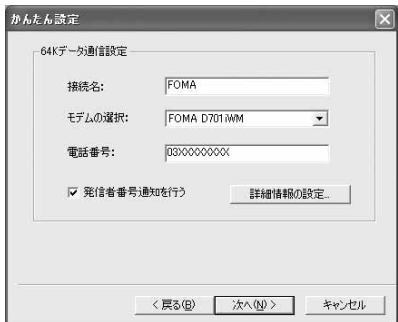 かんたん設定
64Kデータ通信設定
接続名: FOMA
モデムの選択: FOMA D701iWM
電話番号: 03XXXXXXXX
発信者番号通知を行う 詳細情報の設定...
< 戻る(B) 次へ(N) > キャンセル